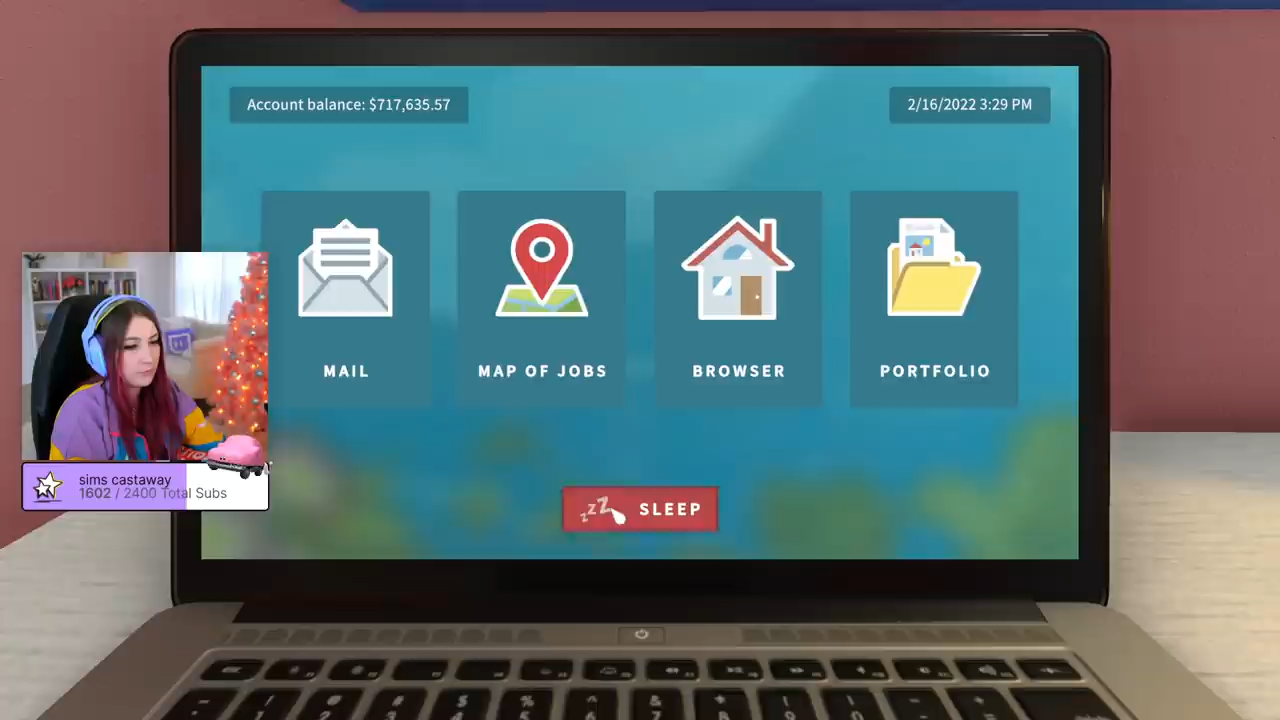 Account balance: $717,635.57
2/16/2022 3:29 PM
MAIL
MAP OF JOBS
BROWSER
PORTFOLIO
sims castaway
1602 / 2400 Total Subs
zzZ
SLEEP